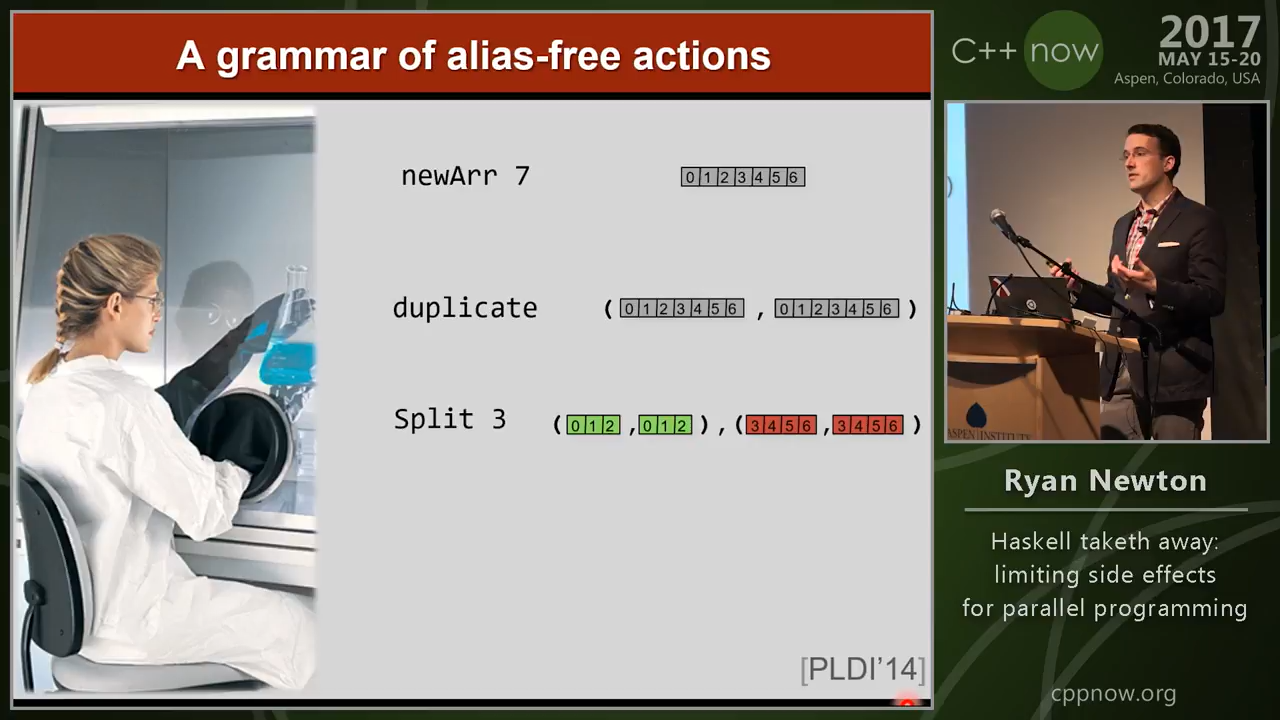 A grammar of alias-free actions
newArr 7 0 1 2 3 4 5 6
duplicate ( 0 1 2 3 4 5 6 , 0 1 2 3 4 5 6 )
Split 3 ( 0 1 2 , 0 1 2 ) , ( 3 4 5 6 , 3 4 5 6 )
[PLDI'14]
C++ now
2017
MAY 15-20
Aspen, Colorado, USA
ASPEN INSTITUTE
Ryan Newton
Haskell taketh away:
limiting side effects
for parallel programming
cppnow.org